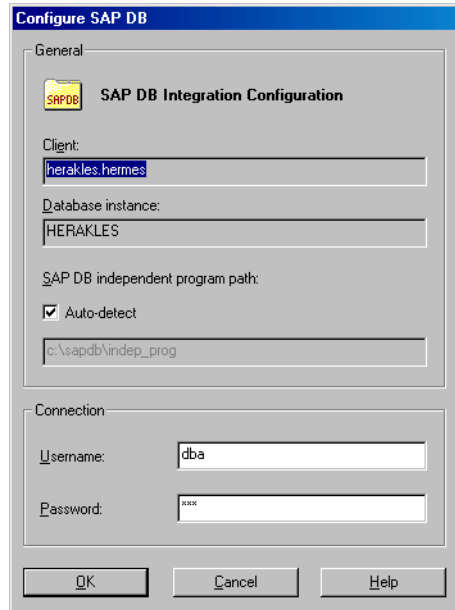 Configure SAP DB
General
SAPDB
SAP DB Integration Configuration
Client:
herakles.hermes
Database instance:
HERAKLES
SAP DB independent program path:
Auto-detect
c:\sapdb\indep_prog
Connection
Username:
dba
Password:
***
OK
Cancel
Help